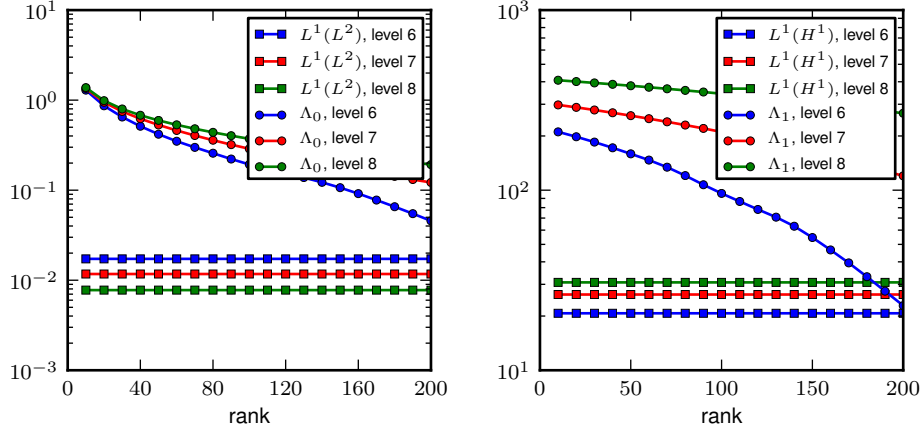 10^1
10^0
10^{-1}
10^{-2}
10^{-3}
0 40 80 120 160 200
rank
L^1(L^2), level 6
L^1(L^2), level 7
L^1(L^2), level 8
Λ_0, level 6
Λ_0, level 7
Λ_0, level 8
10^3
10^2
10^1
0 50 100 150 200
rank
L^1(H^1), level 6
L^1(H^1), level 7
L^1(H^1), level 8
Λ_1, level 6
Λ_1, level 7
Λ_1, level 8